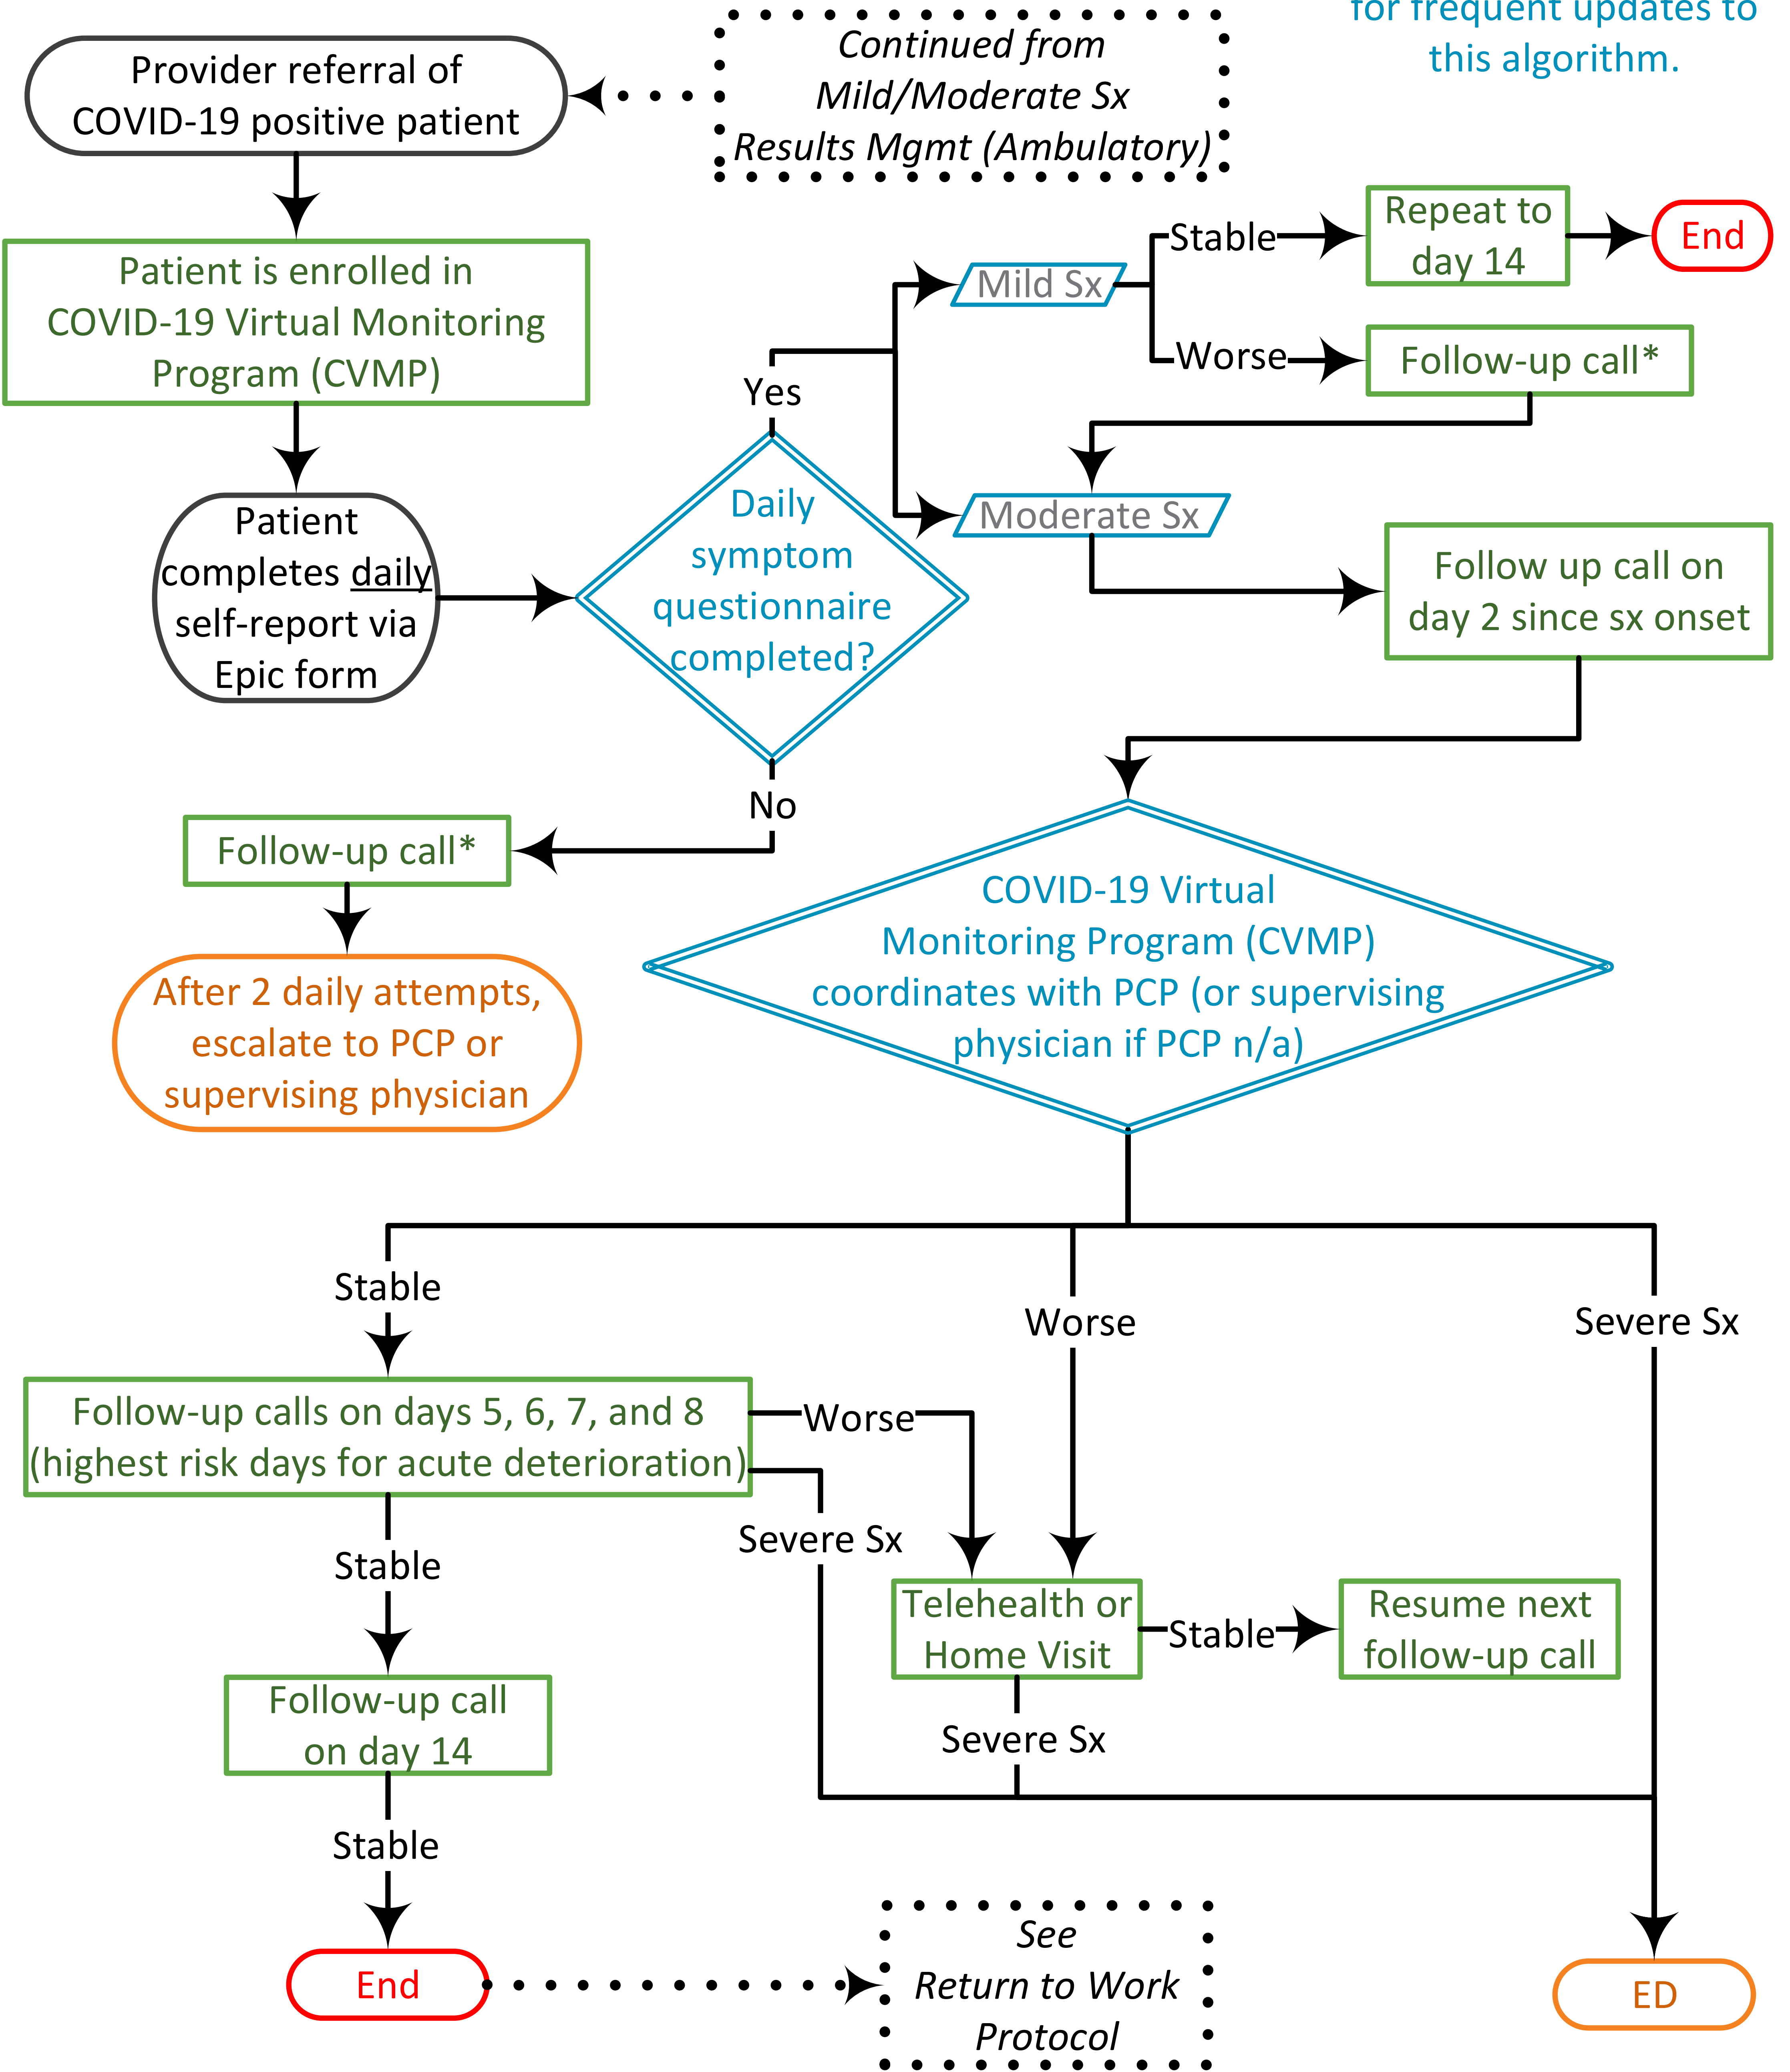 for frequent updates to
this algorithm.
Continued from
Mild/Moderate Sx
Results Mgmt (Ambulatory)
Provider referral of
COVID-19 positive patient
Patient is enrolled in
COVID-19 Virtual Monitoring
Program (CVMP)
Patient
completes daily
self-report via
Epic form
Daily
symptom
questionnaire
completed?
Yes
Mild Sx
Stable
Repeat to
day 14
End
Worse
Follow-up call*
Moderate Sx
Follow up call on
day 2 since sx onset
No
Follow-up call*
After 2 daily attempts,
escalate to PCP or
supervising physician
COVID-19 Virtual
Monitoring Program (CVMP)
coordinates with PCP (or supervising
physician if PCP n/a)
Stable
Worse
Severe Sx
Follow-up calls on days 5, 6, 7, and 8
(highest risk days for acute deterioration)
Worse
Severe Sx
Stable
Telehealth or
Home Visit
Stable
Resume next
follow-up call
Severe Sx
Follow-up call
on day 14
Stable
End
See
Return to Work
Protocol
ED